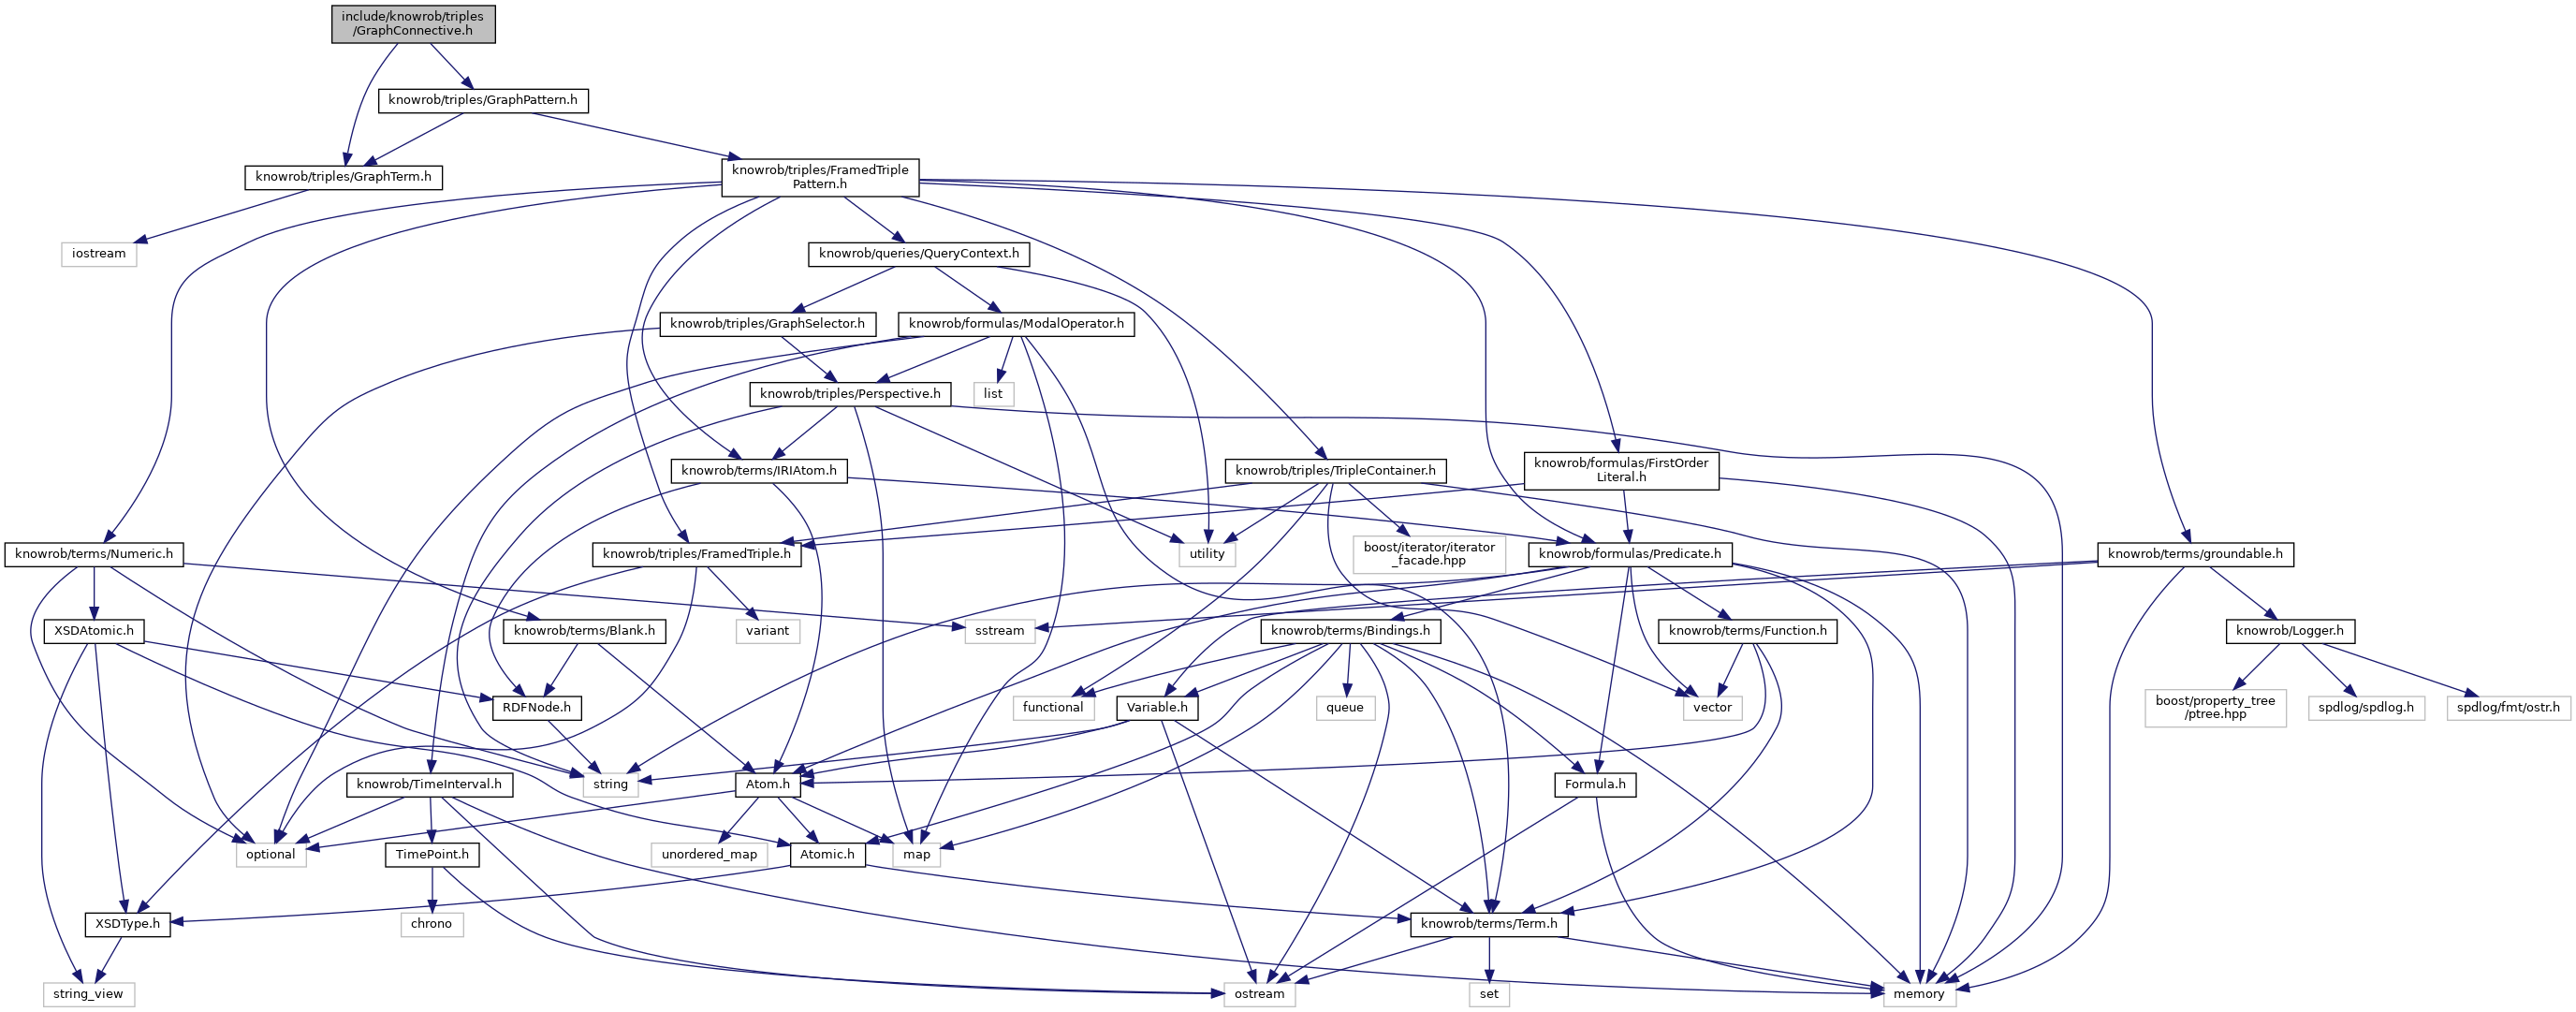 include/knowrob/triples
/GraphConnective.h
knowrob/triples/GraphPattern.h
knowrob/triples/GraphTerm.h
knowrob/triples/FramedTriple
Pattern.h
iostream
knowrob/queries/QueryContext.h
knowrob/triples/GraphSelector.h
knowrob/formulas/ModalOperator.h
knowrob/triples/Perspective.h
list
knowrob/terms/IRIAtom.h
knowrob/triples/TripleContainer.h
knowrob/formulas/FirstOrder
Literal.h
knowrob/terms/Numeric.h
knowrob/triples/FramedTriple.h
utility
boost/iterator/iterator
_facade.hpp
knowrob/formulas/Predicate.h
knowrob/terms/groundable.h
XSDAtomic.h
knowrob/terms/Blank.h
variant
sstream
knowrob/terms/Bindings.h
knowrob/terms/Function.h
knowrob/Logger.h
RDFNode.h
functional
Variable.h
queue
vector
boost/property_tree
/ptree.hpp
spdlog/spdlog.h
spdlog/fmt/ostr.h
knowrob/TimeInterval.h
string
Atom.h
Formula.h
optional
TimePoint.h
unordered_map
Atomic.h
map
XSDType.h
chrono
knowrob/terms/Term.h
string_view
ostream
set
memory